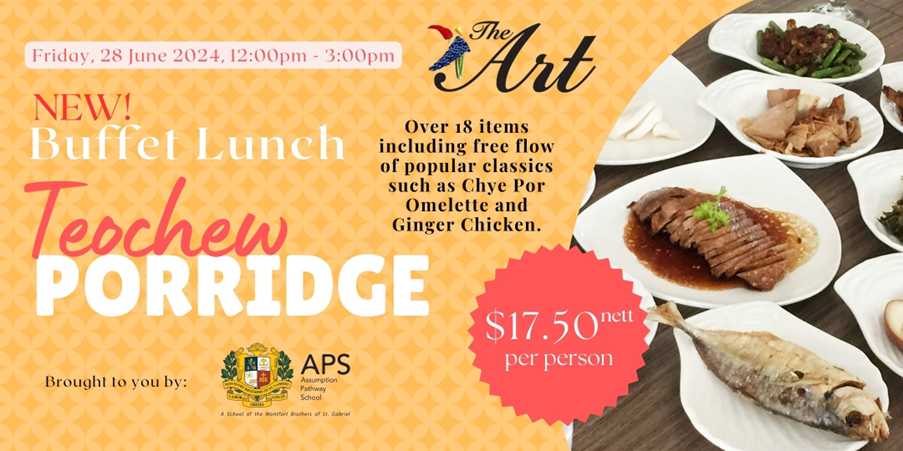 Friday, 28 June 2024, 12:00pm - 3:00pm
The
Art
NEW!
Buffet Lunch
Teochew
PORRIDGE
Over 18 items
including free flow
of popular classics
such as Chye Por
Omelette and
Ginger Chicken.
$17.50nett
per person
Brought to you by:
APS
Assumption
Pathway
School
A School of the Montfort Brothers of St. Gabriel